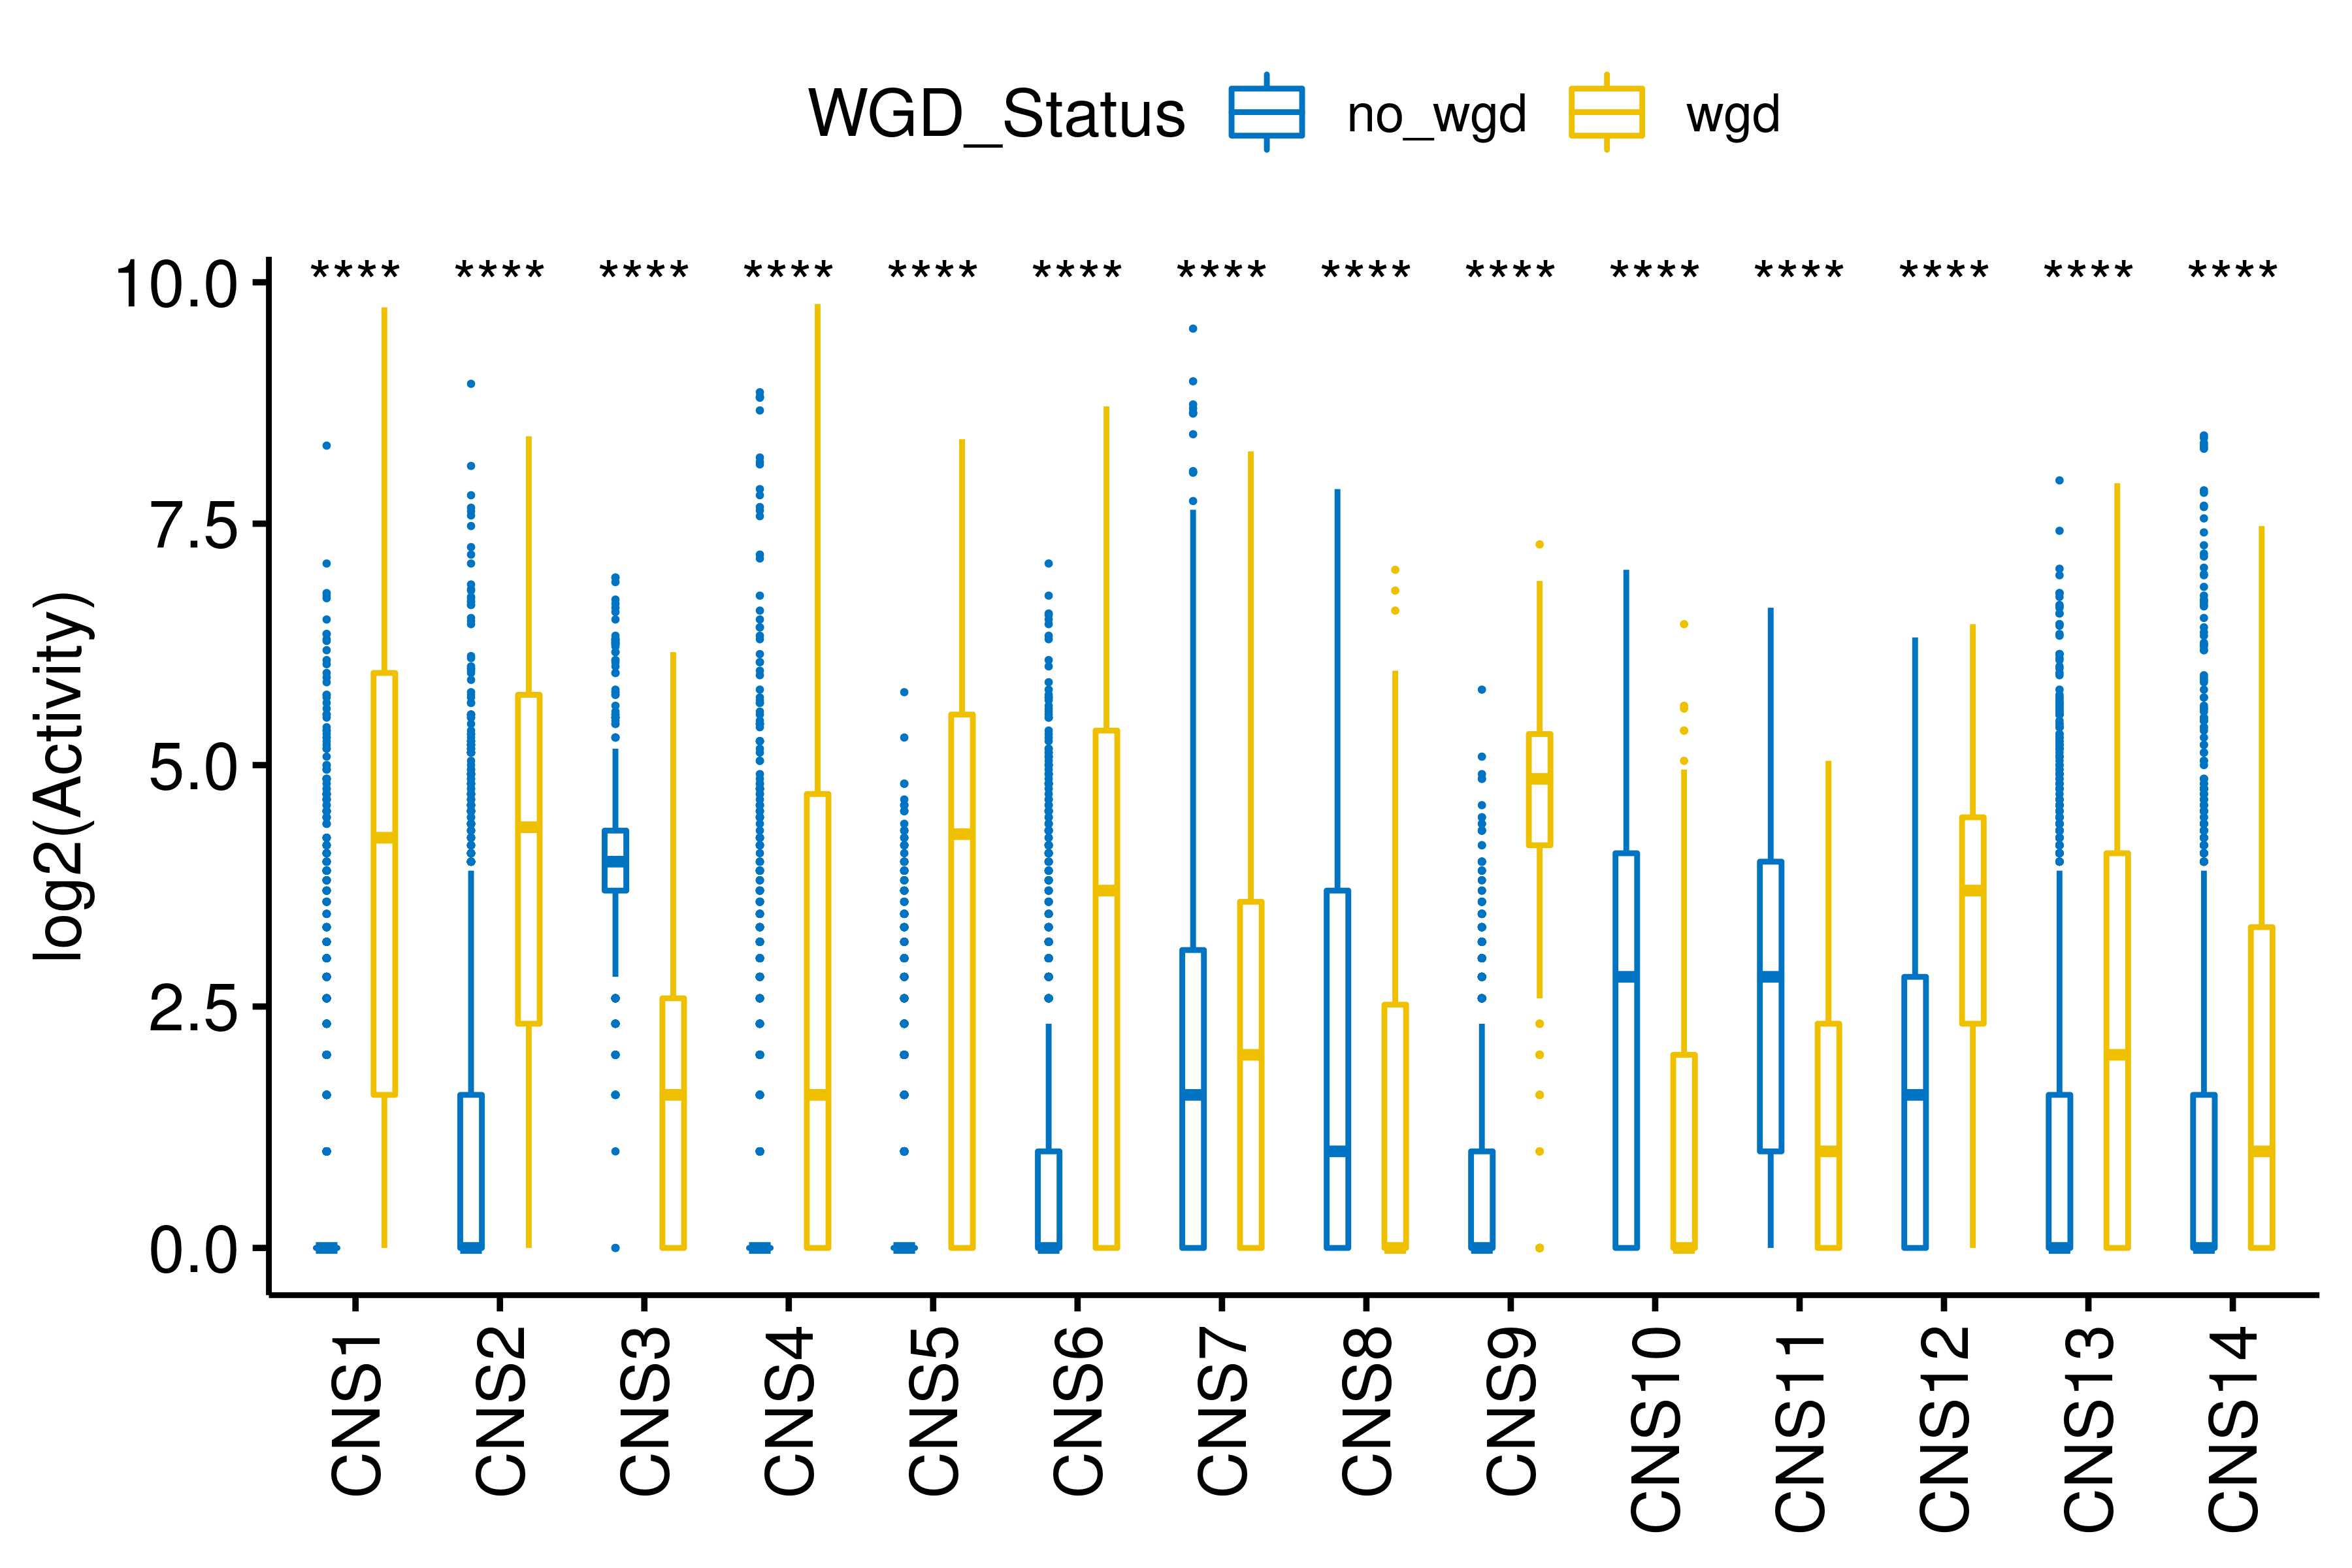 WGD_Status no_wgd wgd
**** **** **** **** **** **** **** **** **** **** **** **** **** ****
10.0
7.5
5.0
2.5
0.0
log2(Activity)
CNS1 CNS2 CNS3 CNS4 CNS5 CNS6 CNS7 CNS8 CNS9 CNS10 CNS11 CNS12 CNS13 CNS14